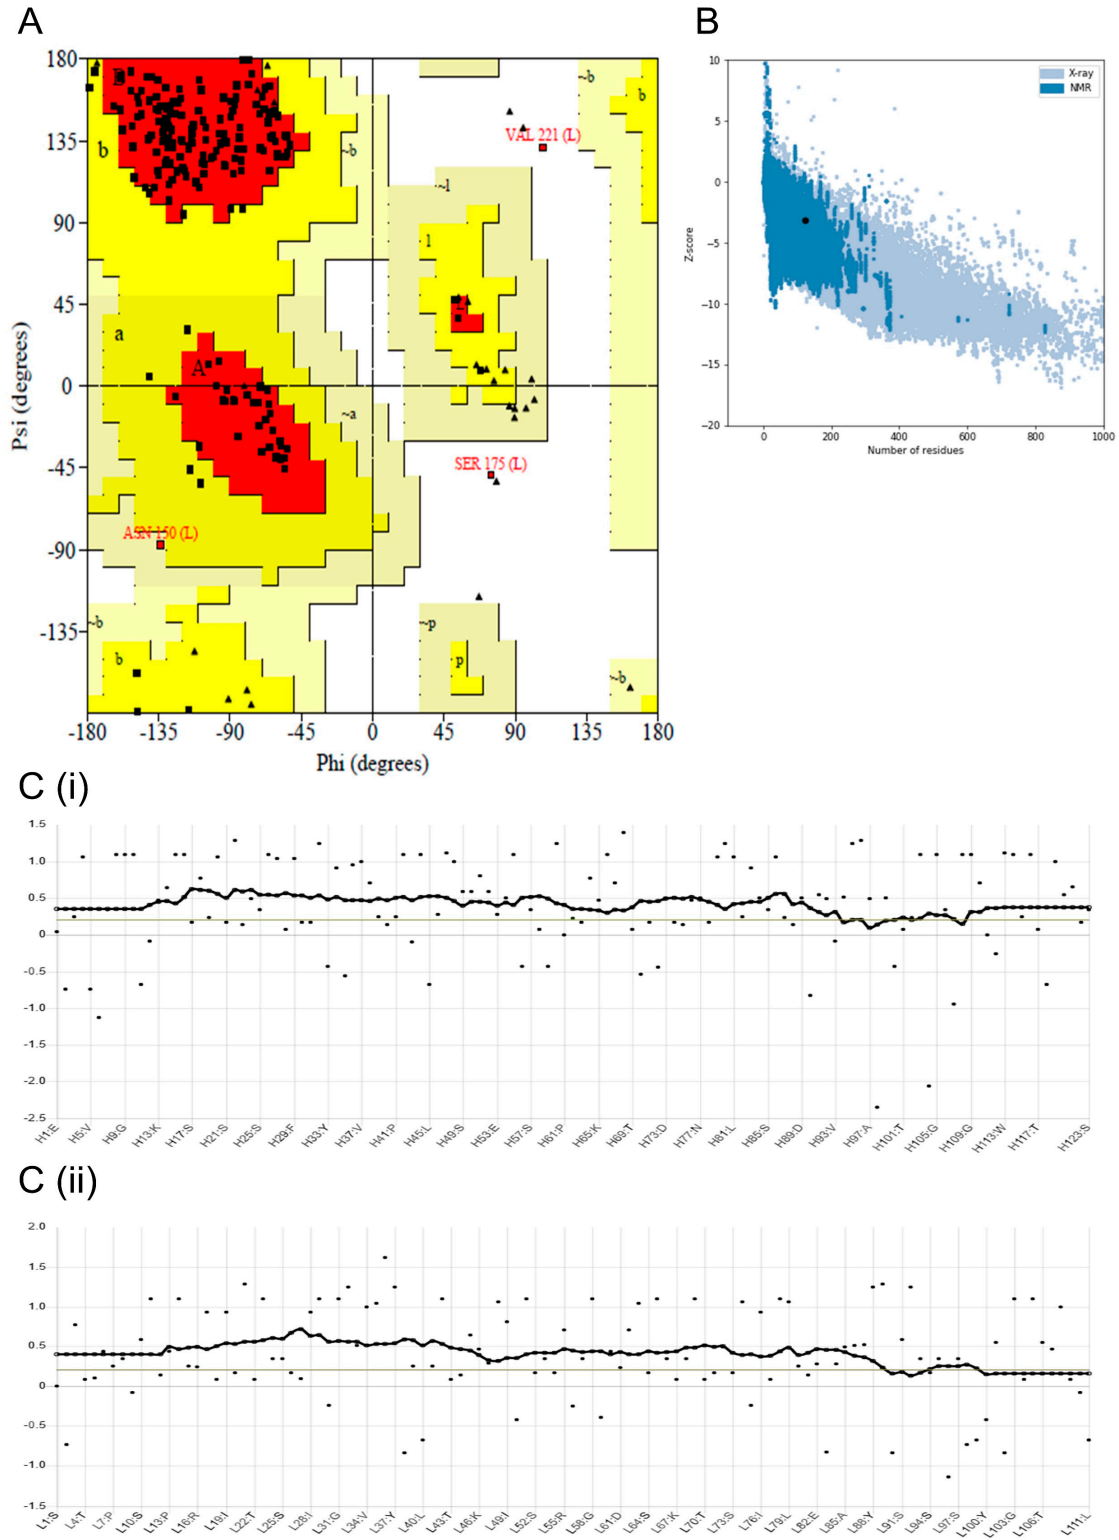 A
B
180
135
90
45
0
-45
-90
-135
-180 -135 -90 -45 0 45 90 135 180
Psi (degrees)
Phi (degrees)
B
b
~b
~b
b
VAL 221 (L)
~l
l
L
a
A
~a
SER 175 (L)
ASN 150 (L)
~b
b
~p
p
~b
10
5
0
−5
−10
−15
−20
0 200 400 600 800 1000
Z-score
Number of residues
X-ray
NMR
C (i)
1.5
1.0
0.5
0
-0.5
-1.0
-1.5
-2.0
-2.5
H1:E H5:V H9:G H13:K H17:S H21:S H25:S H29:F H33:Y H37:V H41:P H45:L H49:S H53:E H57:S H61:P H65:K H69:T H73:D H77:N H81:L H85:S H89:D H93:V H97:A H101:T H105:G H109:G H113:W H117:T H123:S
C (ii)
2.0
1.5
1.0
0.5
0
-0.5
-1.0
-1.5
L1:S L4:T L7:P L10:S L13:P L16:R L19:I L22:T L25:S L28:I L31:G L34:V L37:Y L40:L L43:T L46:K L49:I L52:S L55:R L58:G L61:D L64:S L67:K L70:T L73:S L76:I L79:L L82:E L85:A L88:Y L91:S L94:S L97:S L100:Y L103:G L106:T L111:L